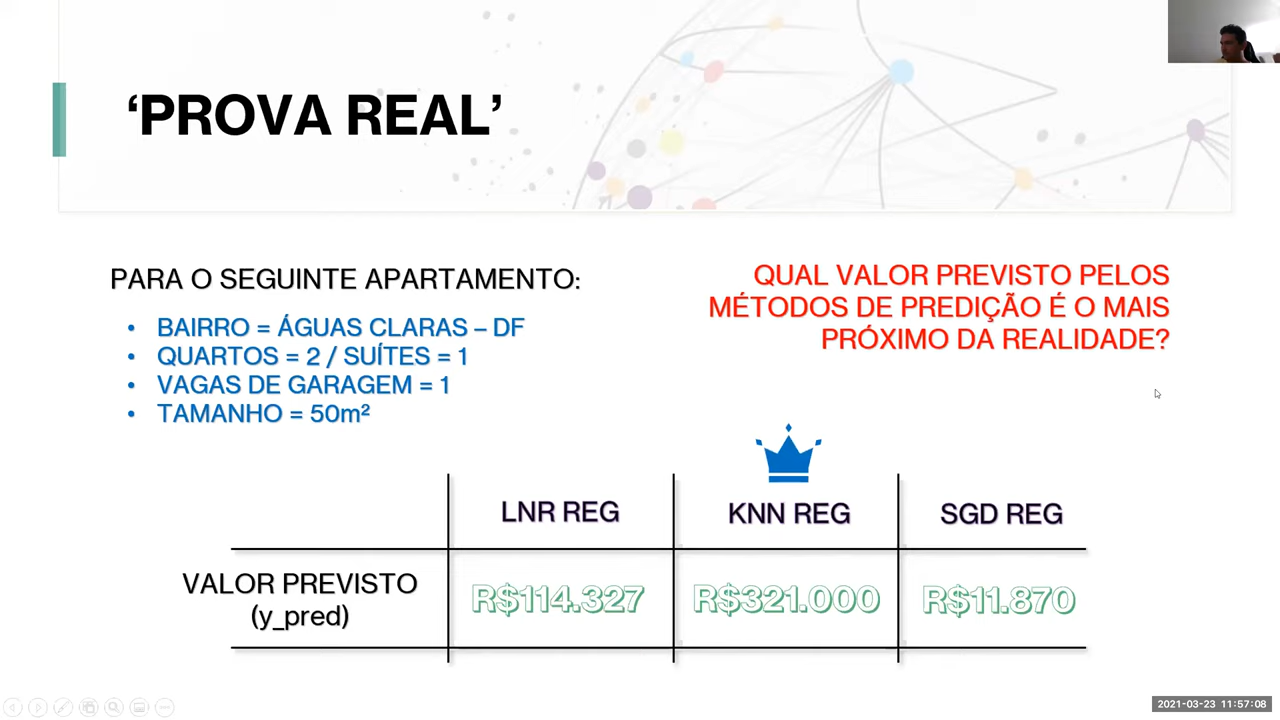 ‘PROVA REAL’
PARA O SEGUINTE APARTAMENTO:
• BAIRRO = ÁGUAS CLARAS – DF
• QUARTOS = 2 / SUÍTES = 1
• VAGAS DE GARAGEM = 1
• TAMANHO = 50m²
QUAL VALOR PREVISTO PELOS
MÉTODOS DE PREDIÇÃO É O MAIS
PRÓXIMO DA REALIDADE?
LNR REG
KNN REG
SGD REG
VALOR PREVISTO
(y_pred)
R$114.327
R$321.000
R$11.870
2021-03-23 11:57:08